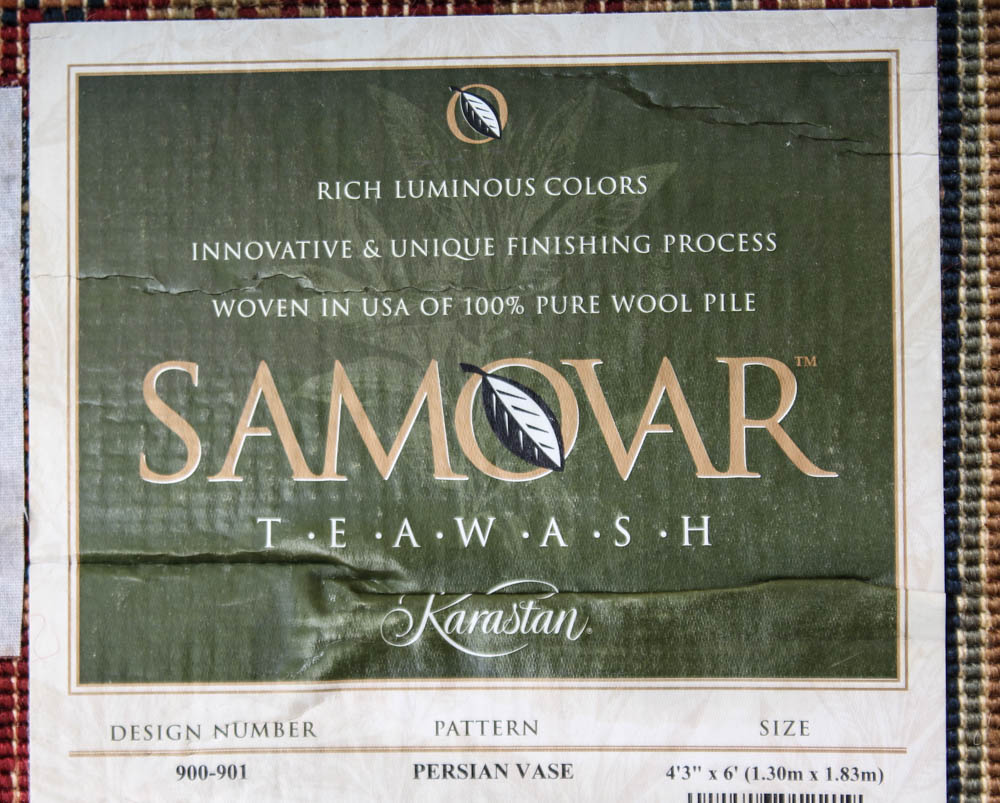 RICH LUMINOUS COLORS
INNOVATIVE & UNIQUE FINISHING PROCESS
WOVEN IN USA OF 100% PURE WOOL PILE
SAMOVAR™
T·E·A·W·A·S·H
Karastan®
DESIGN NUMBER PATTERN SIZE
900-901 PERSIAN VASE 4'3" x 6' (1.30m x 1.83m)